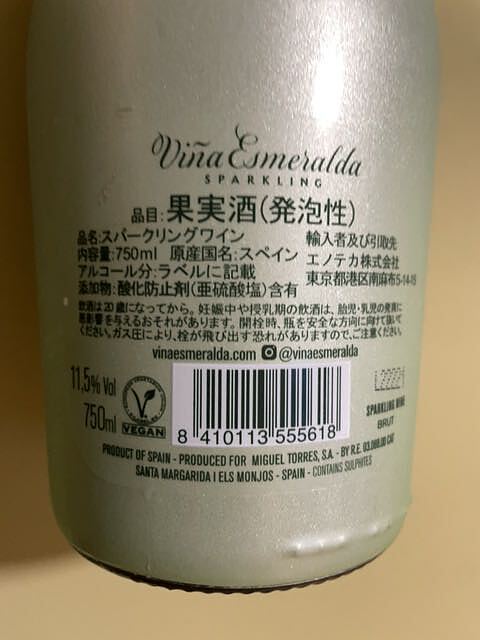 Viña Esmeralda
SPARKLING
品目:果実酒(発泡性)
品名:スパークリングワイン
内容量:750ml 原産国名:スペイン
アルコール分:ラベルに記載
輸入者及び引取先
エノテカ株式会社
東京都港区南麻布5-14-15
添加物:酸化防止剤(亜硫酸塩)含有
飲酒は20歳になってから。妊娠中や授乳期の飲酒は、胎児・乳児の発育に
悪影響を与えるおそれがあります。開栓時、瓶を安全な方向に向けて抜いて
ください。ガス圧により、栓が飛び出す恐れがありますので、ご注意ください。
vinaesmeralda.com @vinaesmeralda
11,5% Vol
750ml
VEGAN
8 410113 555618
SPARKLING WINE
BRUT
PRODUCT OF SPAIN - PRODUCED FOR MIGUEL TORRES, S.A. - BY R.E. 03.069.00 CAT
SANTA MARGARIDA I ELS MONJOS - SPAIN - CONTAINS SULPHITES